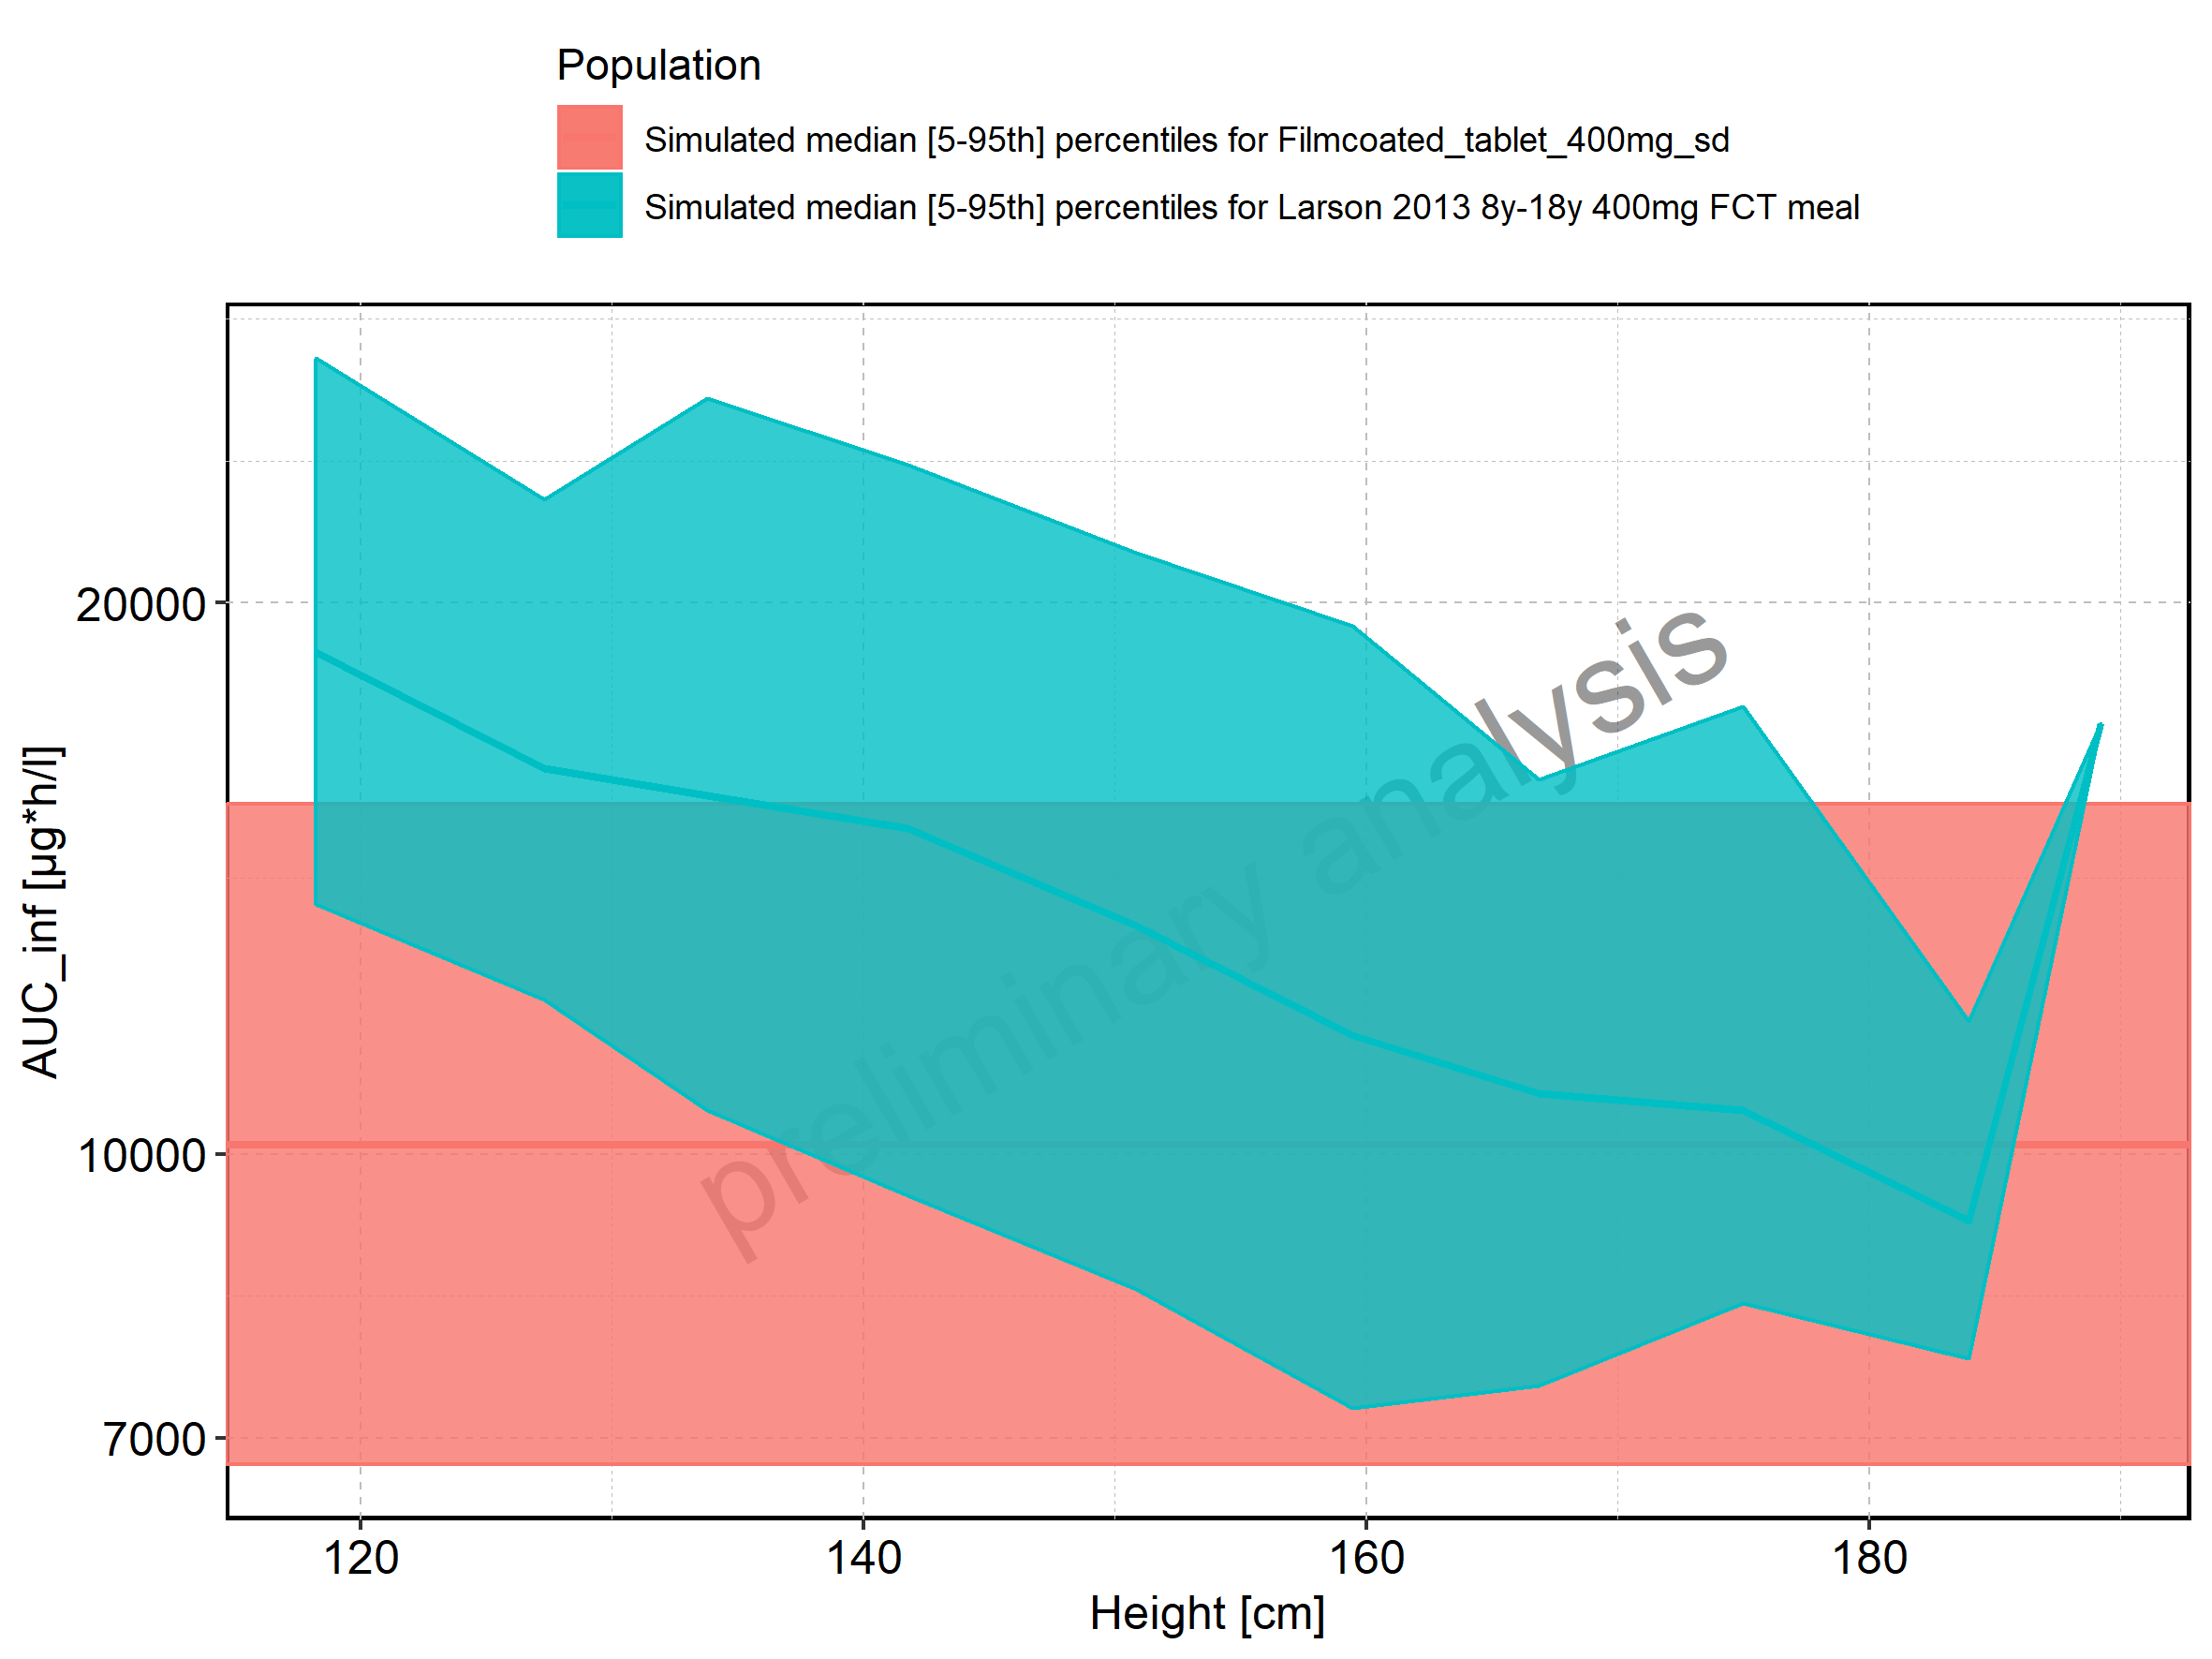 Population
Simulated median [5-95th] percentiles for Filmcoated_tablet_400mg_sd
Simulated median [5-95th] percentiles for Larson 2013 8y-18y 400mg FCT meal
AUC_inf [µg*h/l]
20000
10000
7000
preliminary analysis
120 140 160 180
Height [cm]